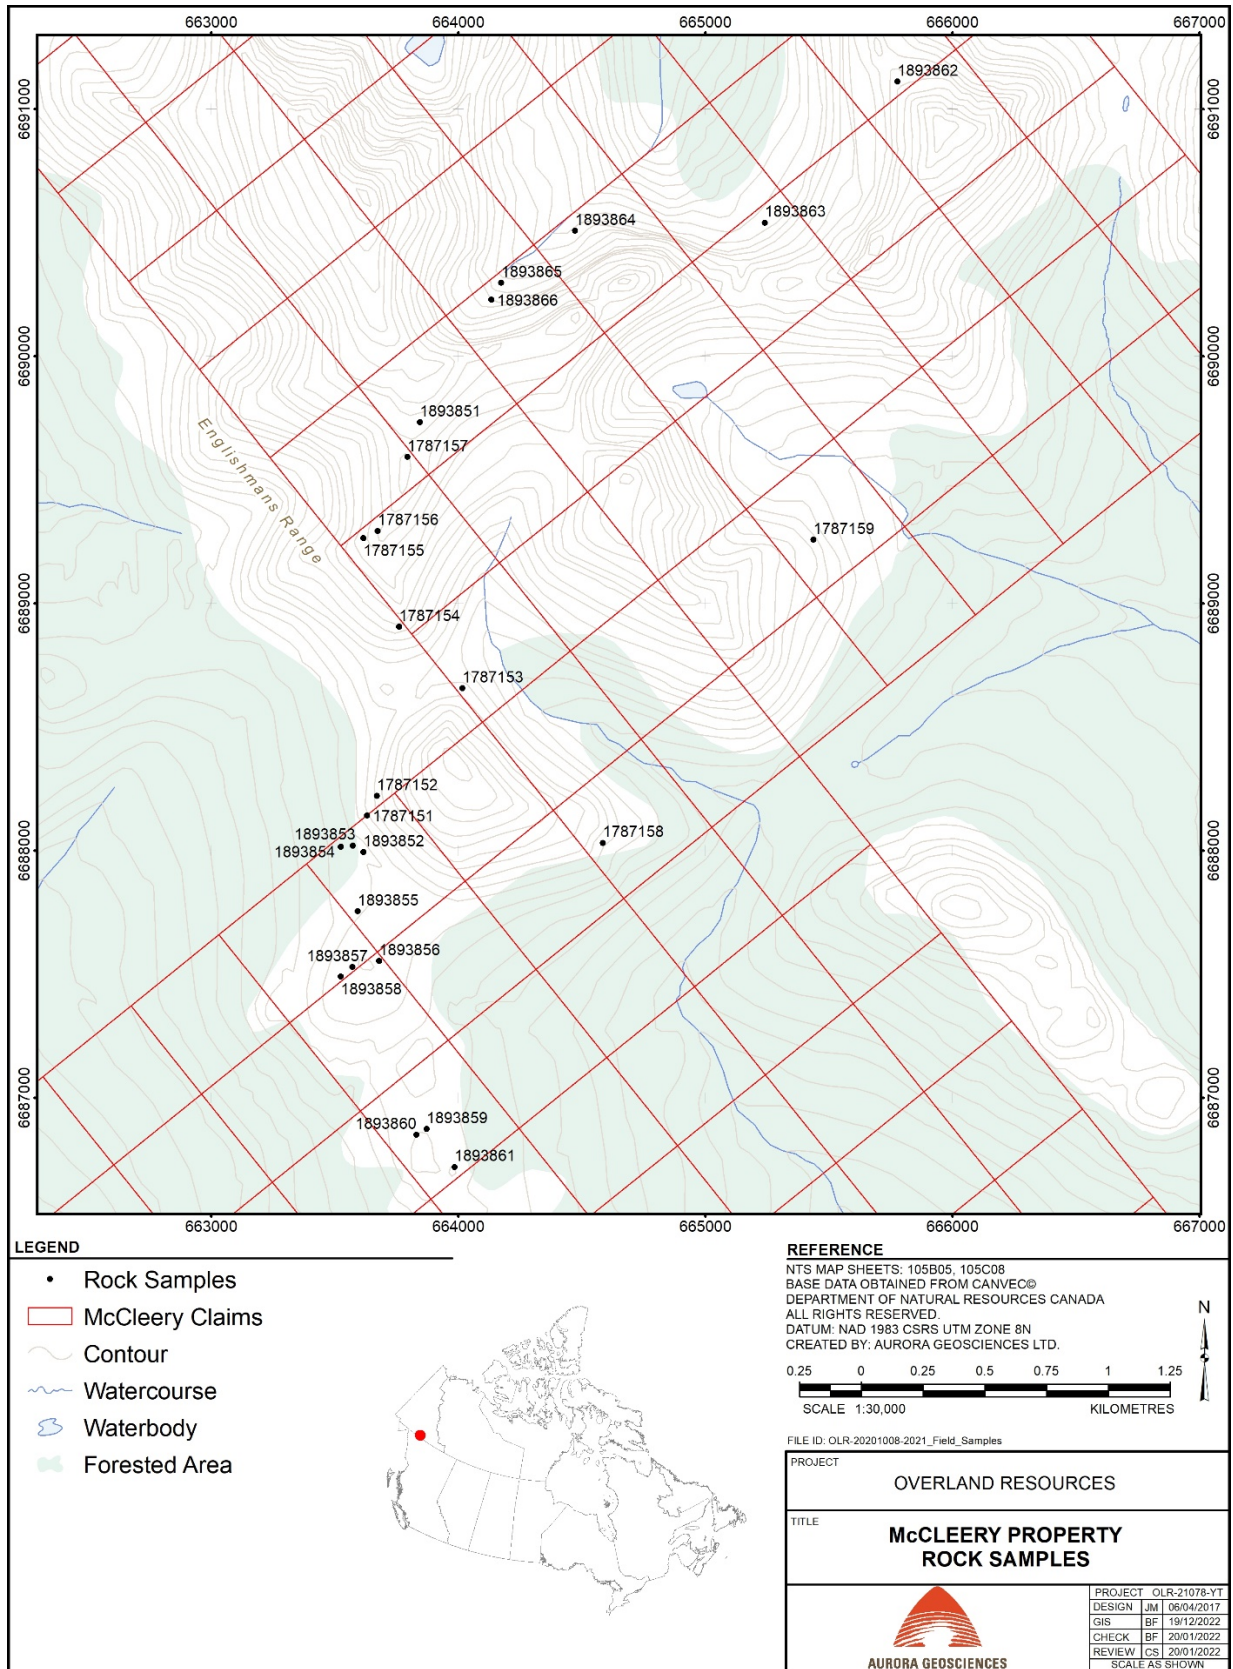 663000 664000 665000 666000 667000
1893862
6691000 6691000
1893863
1893864
1893865
1893866
6690000 6690000
1893851
1787157
Englishmans Range
1787156
1787155
1787159
6689000 6689000
1787154
1787153
1787152
1787151
1787158
1893853 1893852
1893854
6688000 6688000
1893855
1893857 1893856
1893858
6687000 6687000
1893860 1893859
1893861
663000 664000 665000 666000 667000
LEGEND
Rock Samples
McCleery Claims
Contour
Watercourse
Waterbody
Forested Area
REFERENCE
NTS MAP SHEETS: 105B05, 105C08
BASE DATA OBTAINED FROM CANVEC©
DEPARTMENT OF NATURAL RESOURCES CANADA
ALL RIGHTS RESERVED.
DATUM: NAD 1983 CSRS UTM ZONE 8N
CREATED BY: AURORA GEOSCIENCES LTD.
N
0.25 0 0.25 0.5 0.75 1 1.25
SCALE 1:30,000 KILOMETRES
FILE ID: OLR-20201008-2021_Field_Samples
PROJECT
OVERLAND RESOURCES
TITLE
McCLEERY PROPERTY
ROCK SAMPLES
AURORA GEOSCIENCES
PROJECT OLR-21078-YT
DESIGN JM 06/04/2017
GIS BF 19/12/2022
CHECK BF 20/01/2022
REVIEW CS 20/01/2022
SCALE AS SHOWN